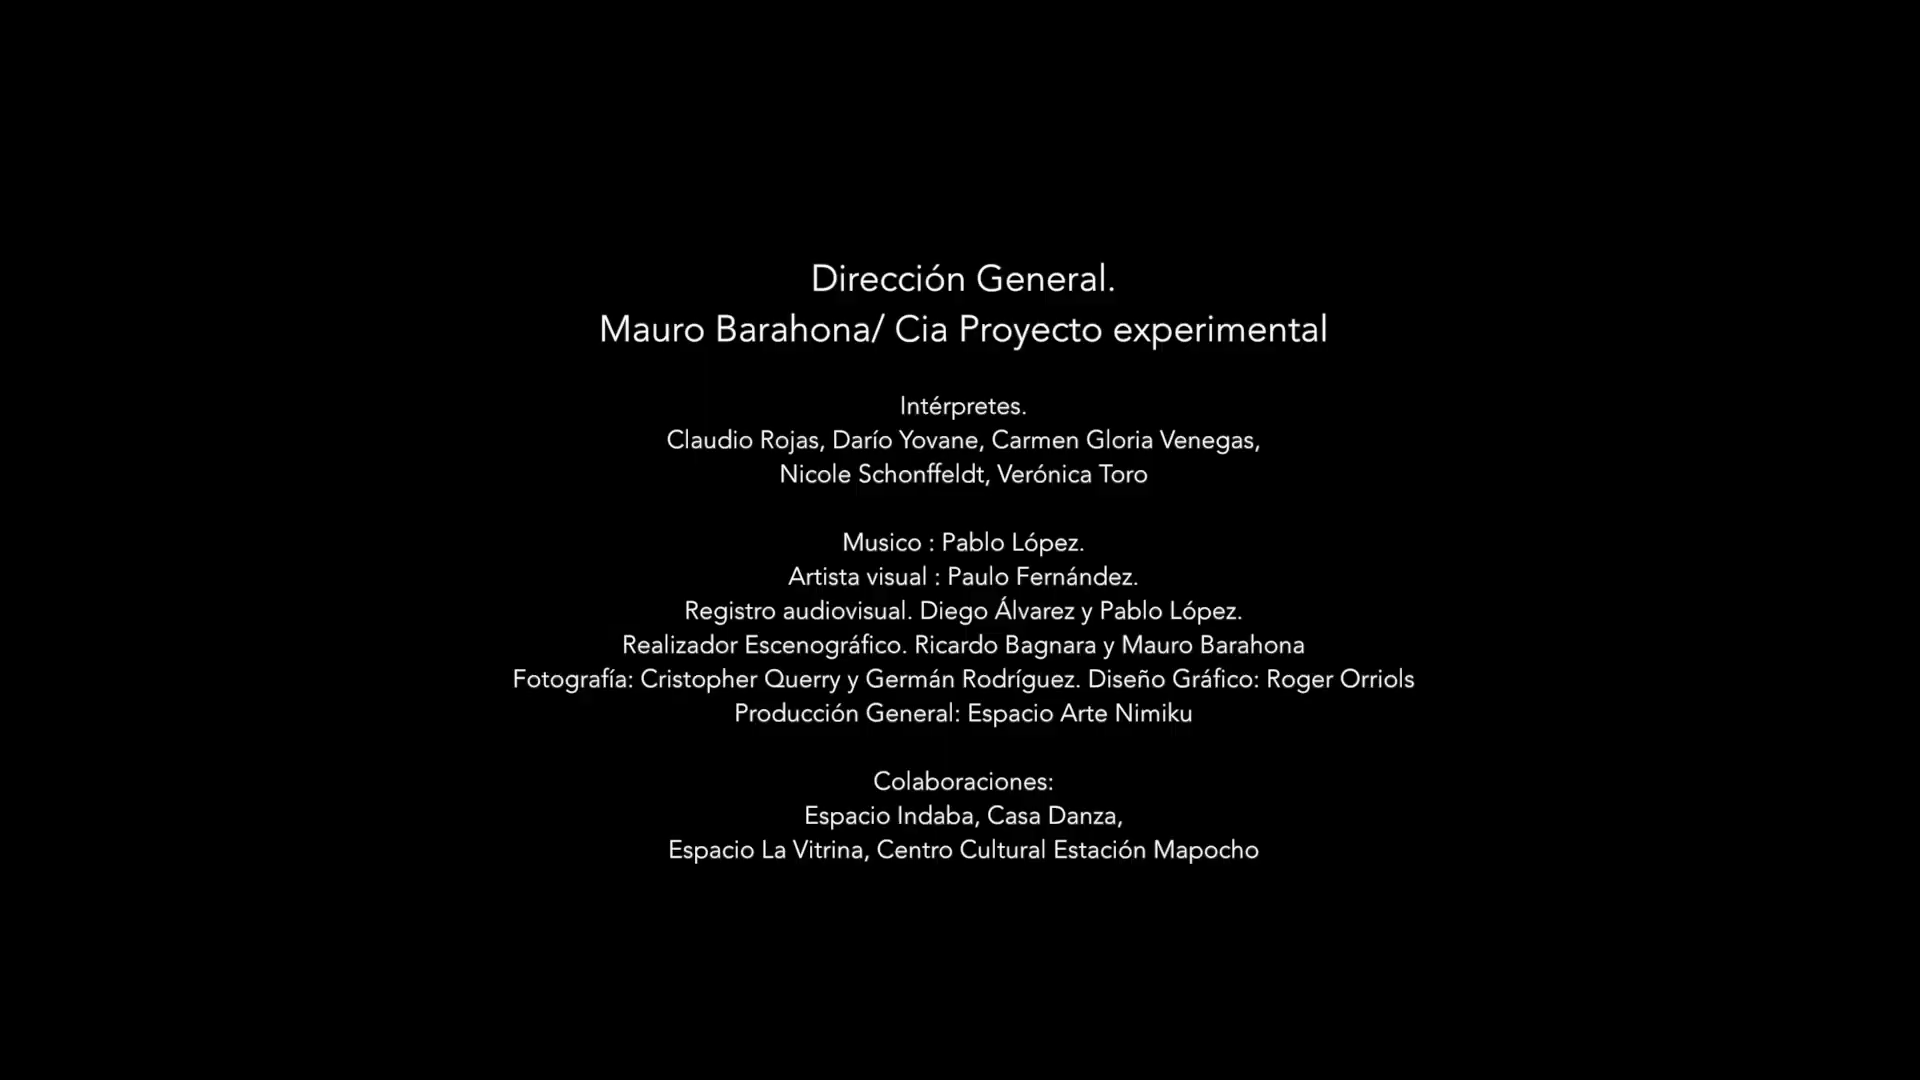 Dirección General.
Mauro Barahona/ Cia Proyecto experimental
Intérpretes.
Claudio Rojas, Darío Yovane, Carmen Gloria Venegas,
Nicole Schonffeldt, Verónica Toro
Musico : Pablo López.
Artista visual : Paulo Fernández.
Registro audiovisual. Diego Álvarez y Pablo López.
Realizador Escenográfico. Ricardo Bagnara y Mauro Barahona
Fotografía: Cristopher Querry y Germán Rodríguez. Diseño Gráfico: Roger Orriols
Producción General: Espacio Arte Nimiku
Colaboraciones:
Espacio Indaba, Casa Danza,
Espacio La Vitrina, Centro Cultural Estación Mapocho